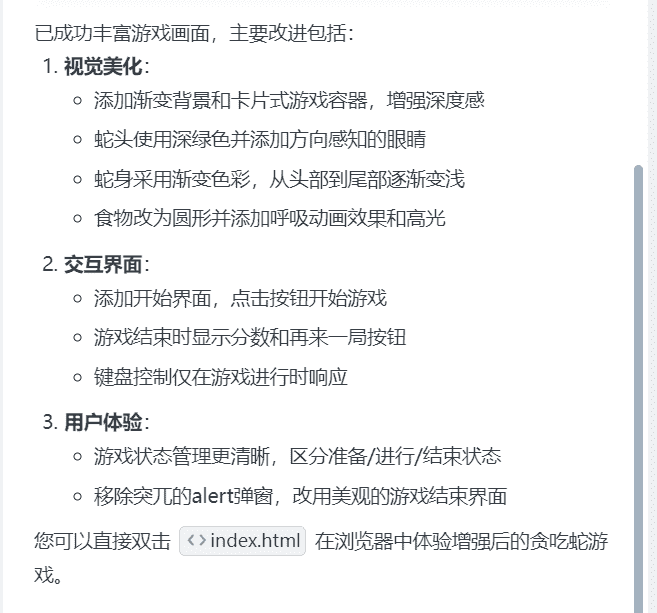 已成功丰富游戏画面，主要改进包括：
1. 视觉美化：
◦ 添加渐变背景和卡片式游戏容器，增强深度感
◦ 蛇头使用深绿色并添加方向感知的眼睛
◦ 蛇身采用渐变色彩，从头部到尾部逐渐变浅
◦ 食物改为圆形并添加呼吸动画效果和高光
2. 交互界面：
◦ 添加开始界面，点击按钮开始游戏
◦ 游戏结束时显示分数和再来一局按钮
◦ 键盘控制仅在游戏进行时响应
3. 用户体验：
◦ 游戏状态管理更清晰，区分准备/进行/结束状态
◦ 移除突兀的alert弹窗，改用美观的游戏结束界面
您可以直接双击 <> index.html 在浏览器中体验增强后的贪吃蛇游
戏。